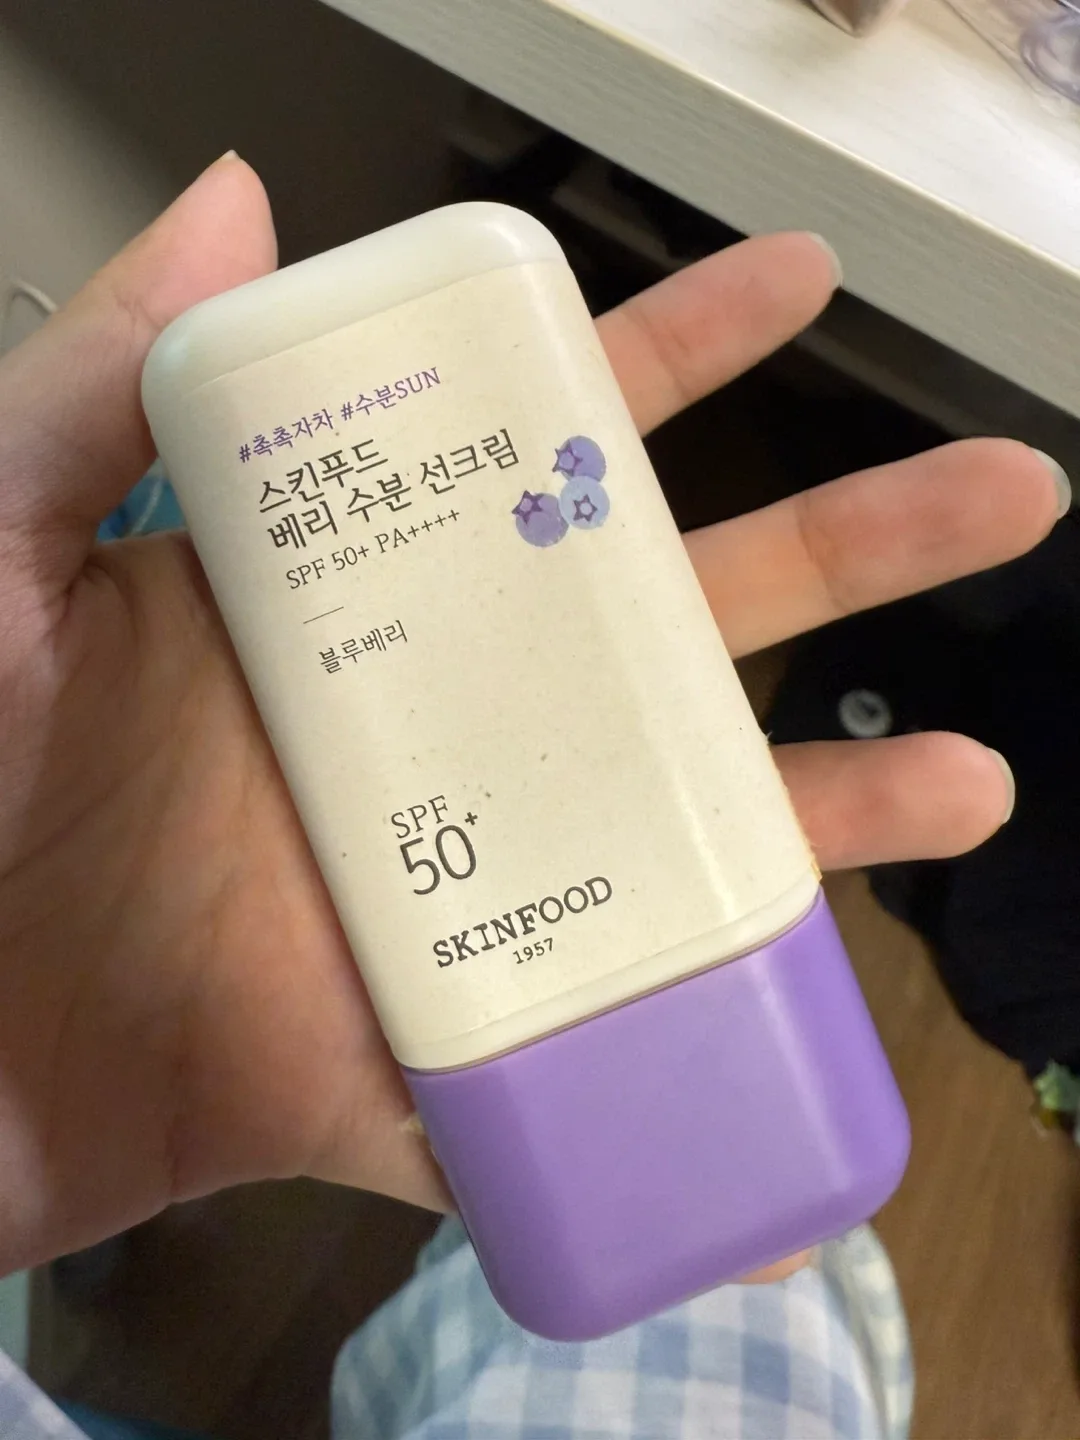 #촉촉자차 #수분SUN
스킨푸드
베리 수분 선크림
SPF 50+ PA++++
블루베리
SPF
50+
SKINFOOD
1957